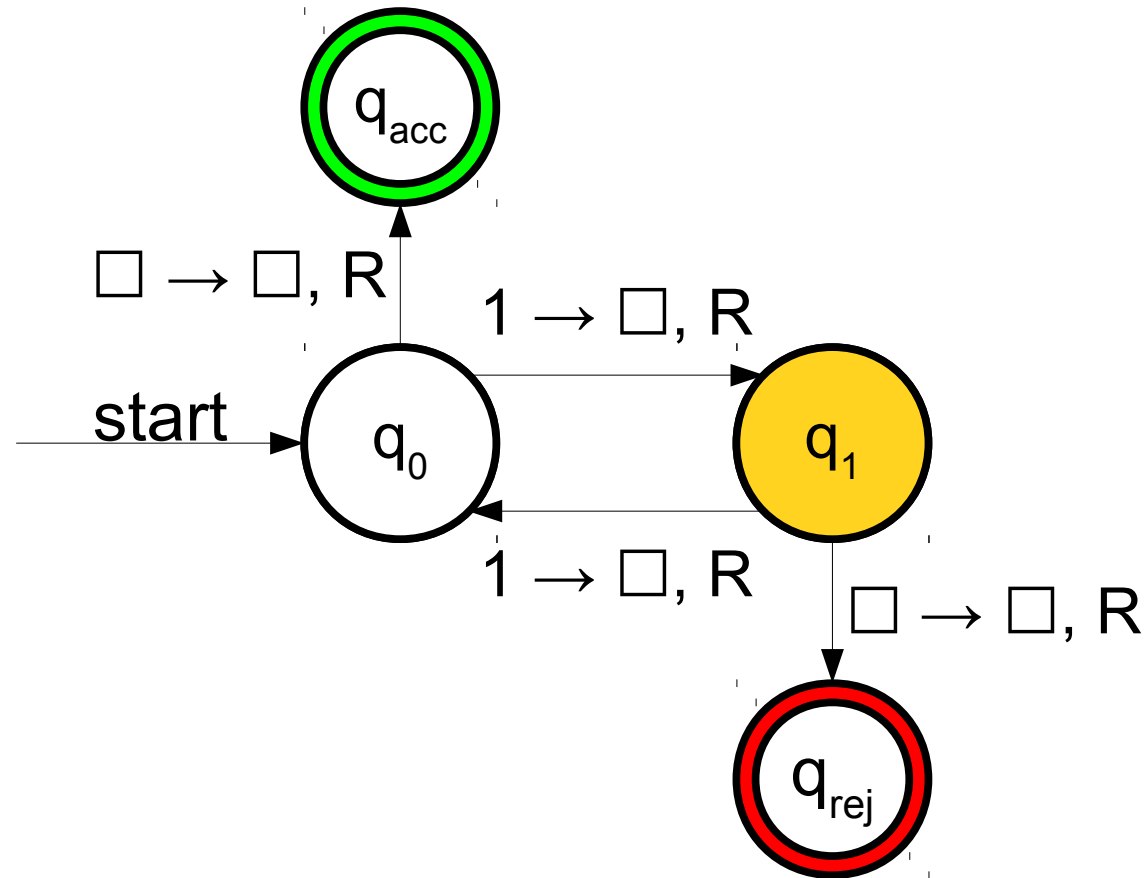 q_acc
□ → □, R
1 → □, R
start
q_0
q_1
1 → □, R
□ → □, R
q_rej